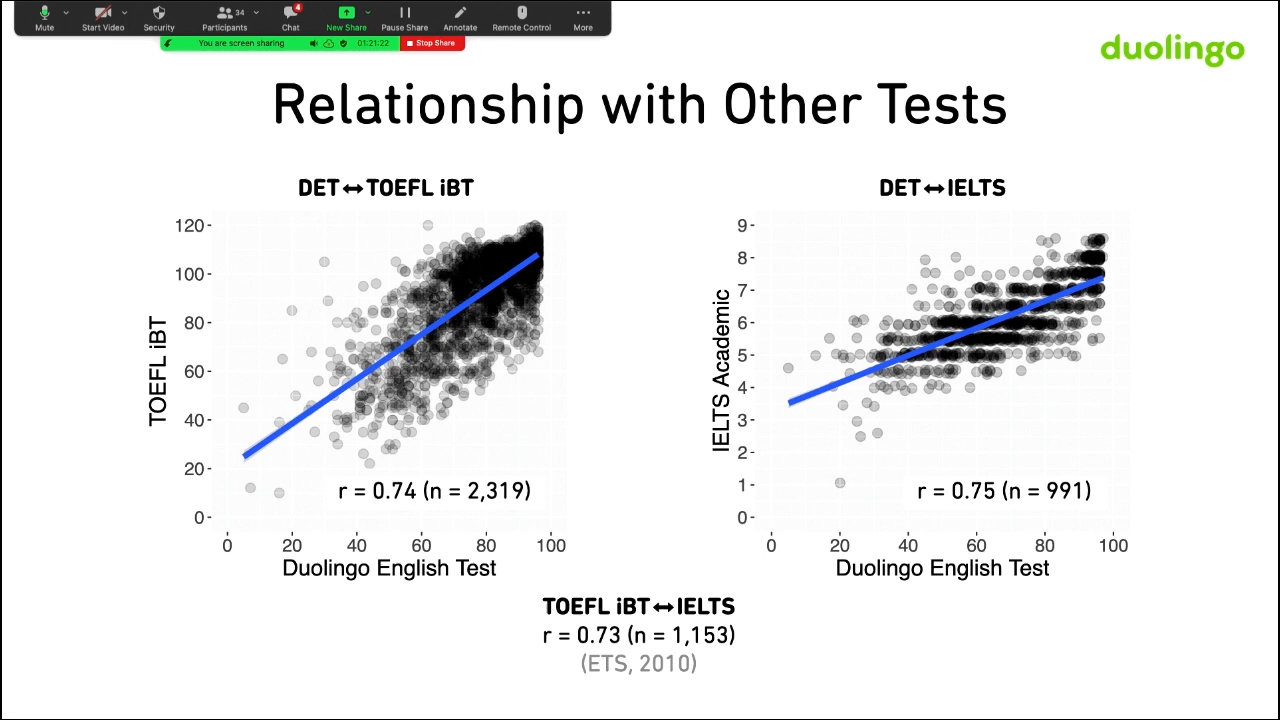 Mute
Start Video
Security
Participants
34
Chat
4
New Share
Pause Share
Annotate
Remote Control
More
You are screen sharing
01:21:22
Stop Share
duolingo
Relationship with Other Tests
DET↔TOEFL iBT
TOEFL iBT
120
100
80
60
40
20
0
r = 0.74 (n = 2,319)
0 20 40 60 80 100
Duolingo English Test
DET↔IELTS
IELTS Academic
9
8
7
6
5
4
3
2
1
0
r = 0.75 (n = 991)
0 20 40 60 80 100
Duolingo English Test
TOEFL iBT↔IELTS
r = 0.73 (n = 1,153)
(ETS, 2010)